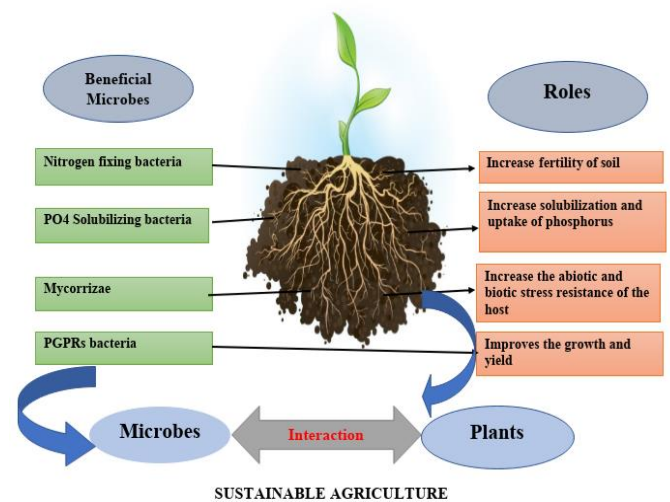 Beneficial
Microbes
Roles
Nitrogen fixing bacteria
Increase fertility of soil
PO4 Solubilizing bacteria
Increase solubilization and
uptake of phosphorus
Mycorrizae
Increase the abiotic and
biotic stress resistance of the
host
PGPRs bacteria
Improves the growth and
yield
Microbes
Interaction
Plants
SUSTAINABLE AGRICULTURE